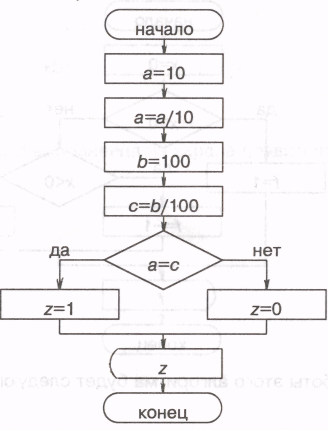 начало
a=10
a=a/10
b=100
c=b/100
да
a=c
нет
z=1
z=0
z
конец